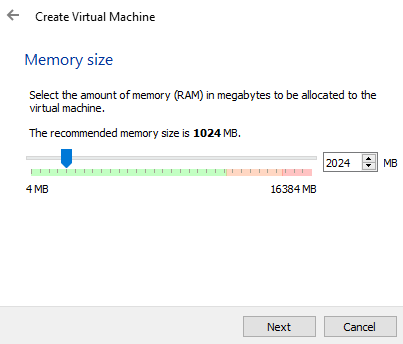 Create Virtual Machine
Memory size
Select the amount of memory (RAM) in megabytes to be allocated to the
virtual machine.
The recommended memory size is 1024 MB.
2024 MB
4 MB 16384 MB
Next Cancel